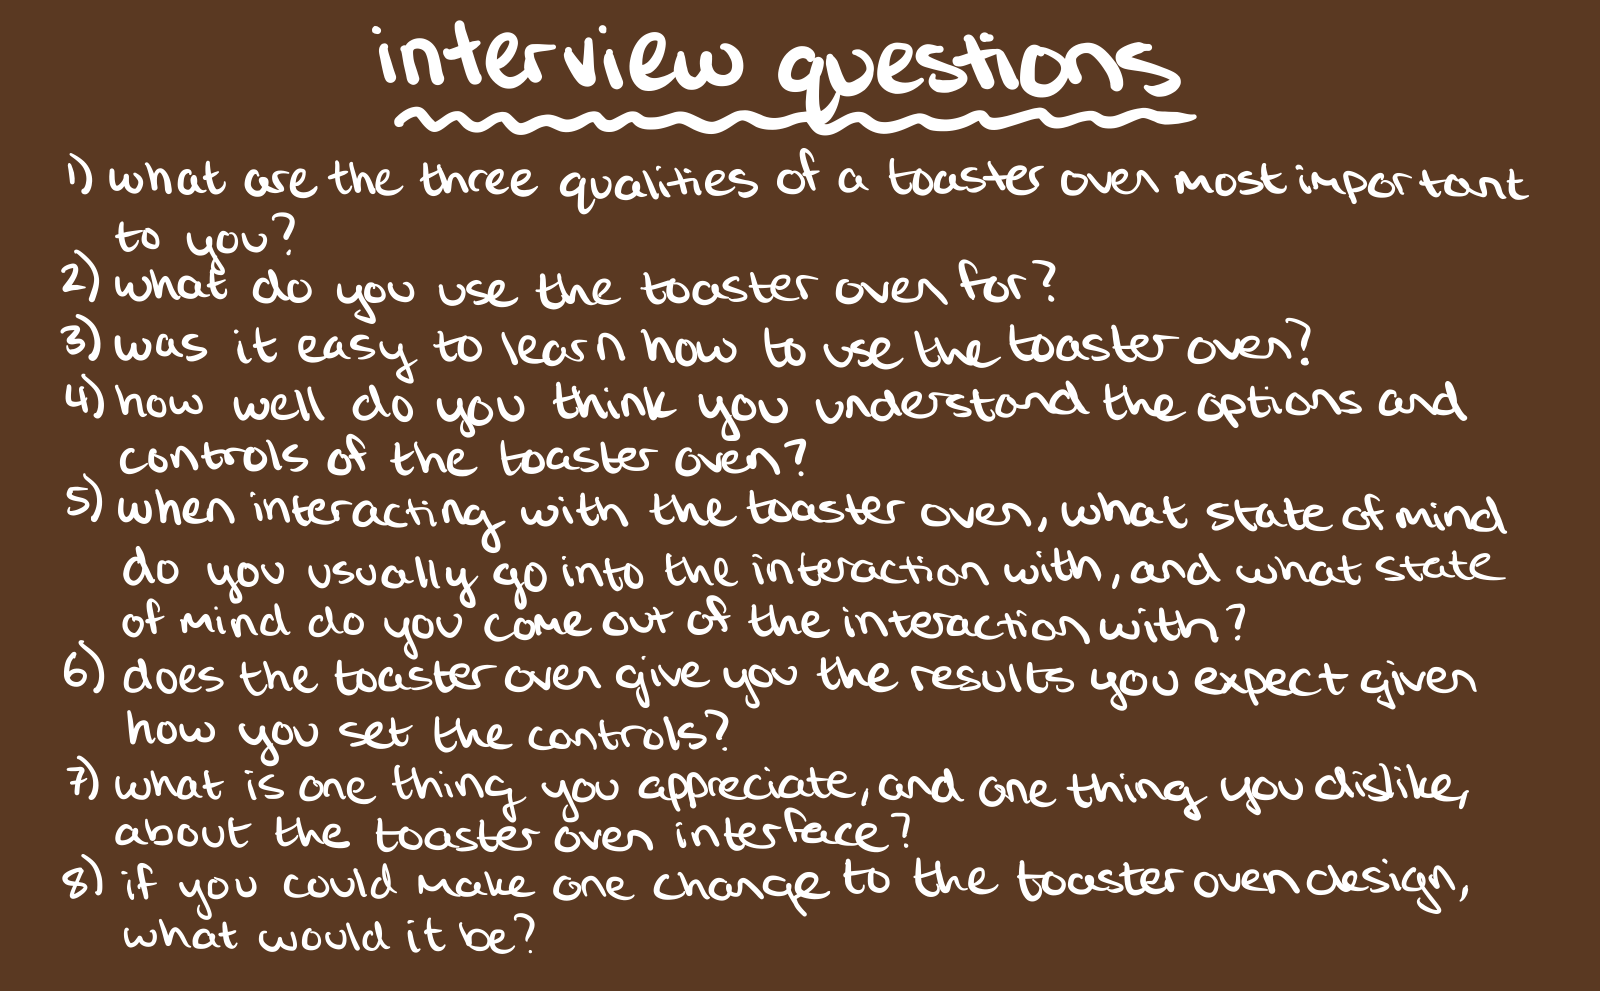 interview questions
1) what are the three qualities of a toaster oven most important
to you?
2) what do you use the toaster oven for?
3) was it easy to learn how to use the toaster oven?
4) how well do you think you understand the options and
controls of the toaster oven?
5) when interacting with the toaster oven, what state of mind
do you usually go into the interaction with, and what state
of mind do you come out of the interaction with?
6) does the toaster oven give you the results you expect given
how you set the controls?
7) what is one thing you appreciate, and one thing you dislike,
about the toaster oven interface?
8) if you could make one change to the toaster oven design,
what would it be?